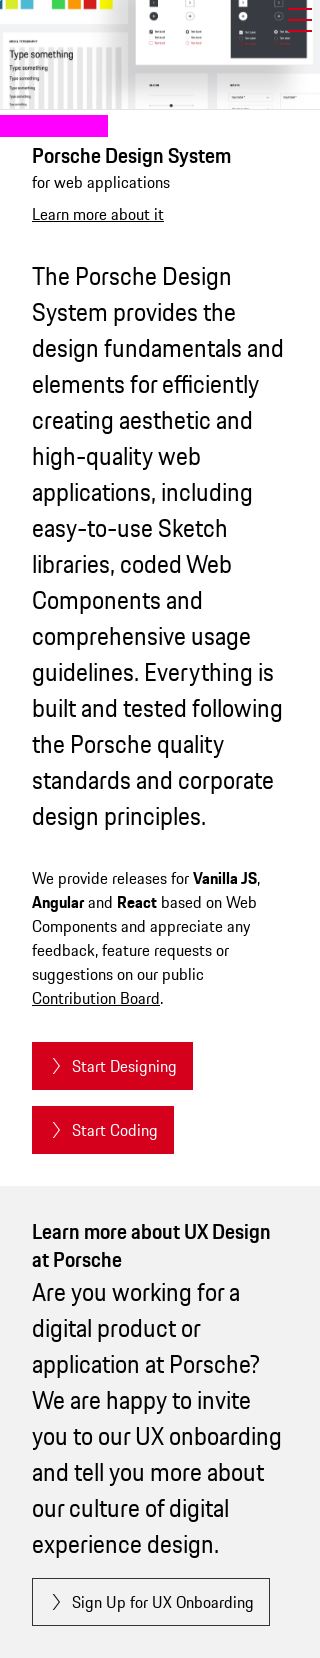 Type something
Type something
Type something
Type something
Porsche Design System
for web applications
Learn more about it
The Porsche Design
System provides the
design fundamentals and
elements for efficiently
creating aesthetic and
high-quality web
applications, including
easy-to-use Sketch
libraries, coded Web
Components and
comprehensive usage
guidelines. Everything is
built and tested following
the Porsche quality
standards and corporate
design principles.
We provide releases for Vanilla JS,
Angular and React based on Web
Components and appreciate any
feedback, feature requests or
suggestions on our public
Contribution Board.
Start Designing
Start Coding
Learn more about UX Design
at Porsche
Are you working for a
digital product or
application at Porsche?
We are happy to invite
you to our UX onboarding
and tell you more about
our culture of digital
experience design.
Sign Up for UX Onboarding